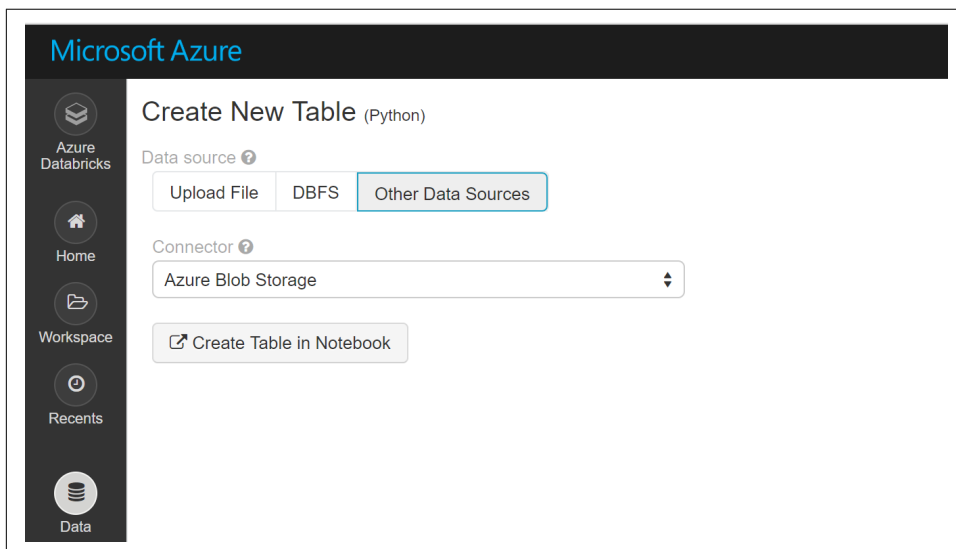 Microsoft Azure
Azure
Databricks
Home
Workspace
Recents
Data
Create New Table (Python)
Data source
Upload File DBFS Other Data Sources
Connector
Azure Blob Storage
Create Table in Notebook